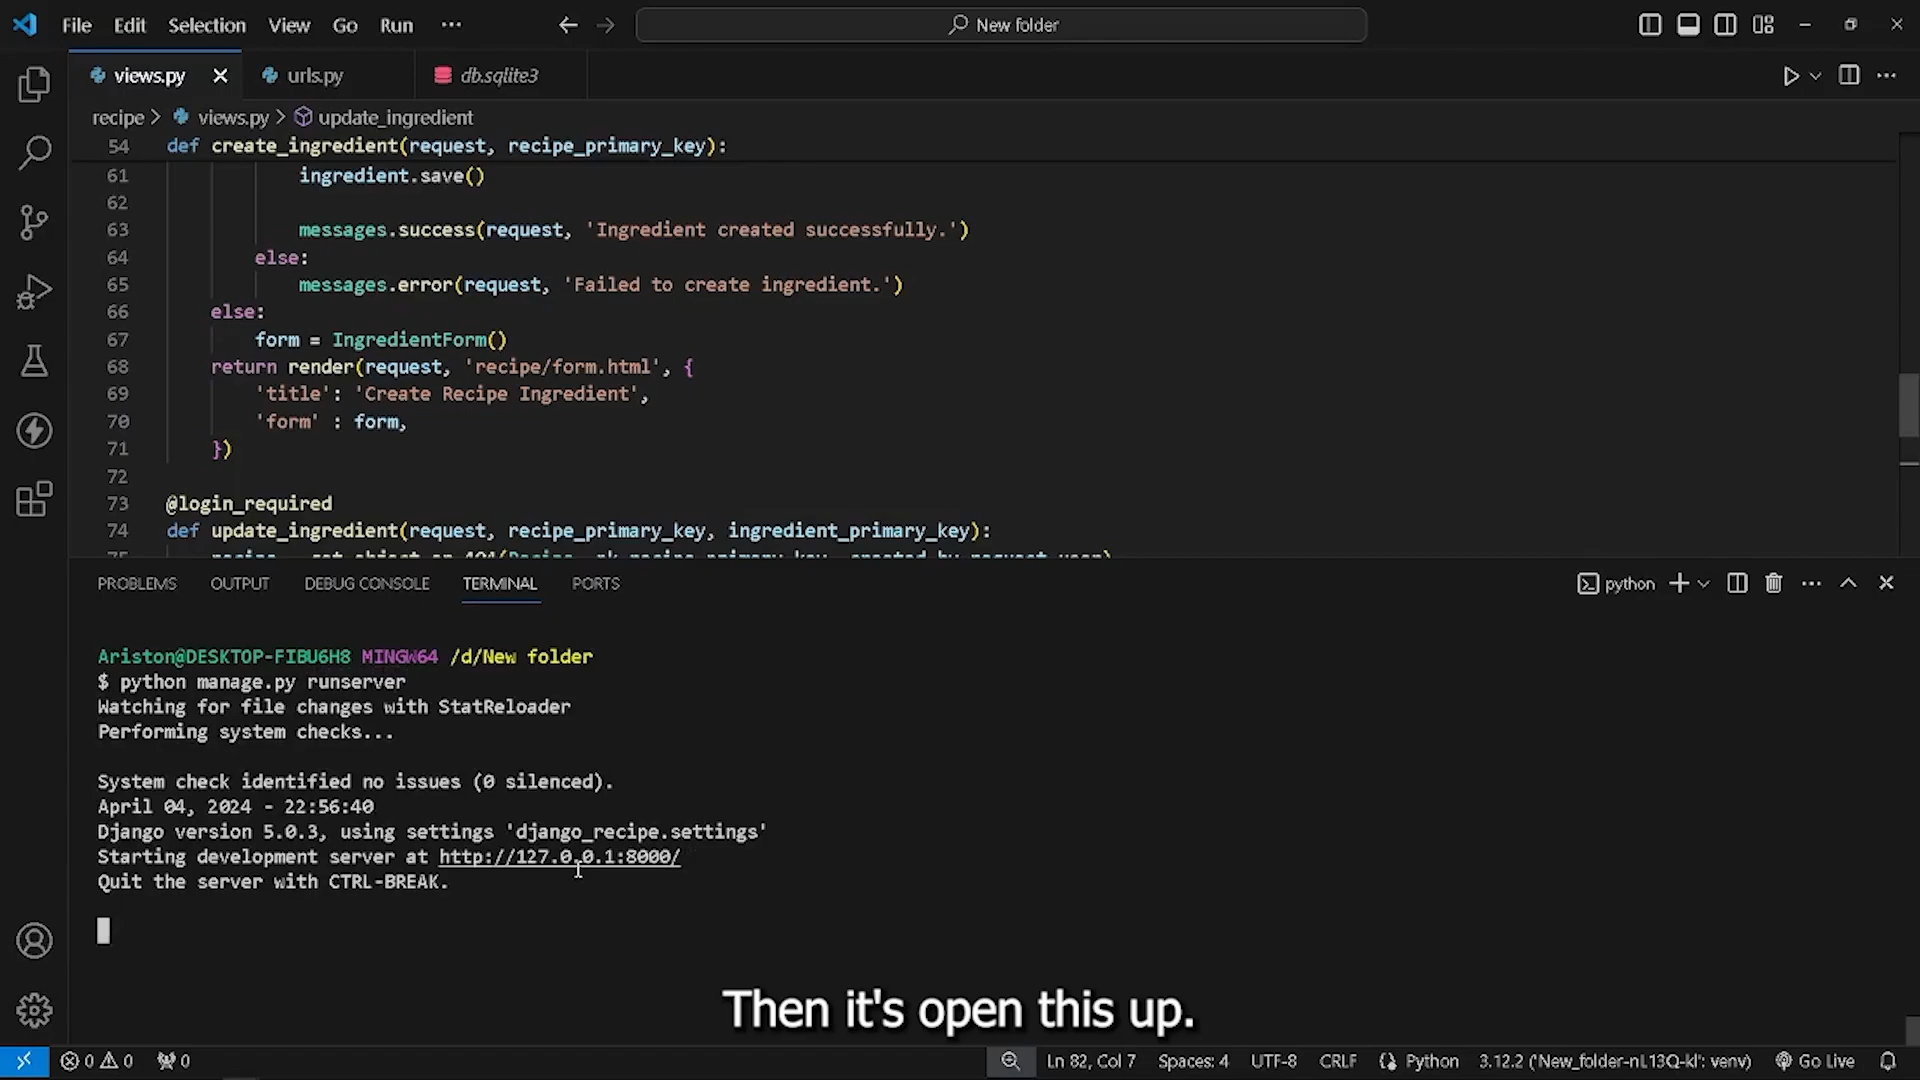 File Edit Selection View Go Run ··· New folder
views.py urls.py db.sqlite3
recipe > views.py > update_ingredient
54 def create_ingredient(request, recipe_primary_key):
61 ingredient.save()
62
63 messages.success(request, 'Ingredient created successfully.')
64 else:
65 messages.error(request, 'Failed to create ingredient.')
66 else:
67 form = IngredientForm()
68 return render(request, 'recipe/form.html', {
69 'title': 'Create Recipe Ingredient',
70 'form' : form,
71 })
72
73 @login_required
74 def update_ingredient(request, recipe_primary_key, ingredient_primary_key):
PROBLEMS OUTPUT DEBUG CONSOLE TERMINAL PORTS python
Ariston@DESKTOP-FIBU6H8 MINGW64 /d/New folder
$ python manage.py runserver
Watching for file changes with StatReloader
Performing system checks...
System check identified no issues (0 silenced).
April 04, 2024 - 22:56:40
Django version 5.0.3, using settings 'django_recipe.settings'
Starting development server at http://127.0.0.1:8000/
Quit the server with CTRL-BREAK.
Then it's open this up.
0 0 0 Ln 82, Col 7 Spaces: 4 UTF-8 CRLF Python 3.12.2 ('New_folder-nL13Q-kl': venv) Go Live